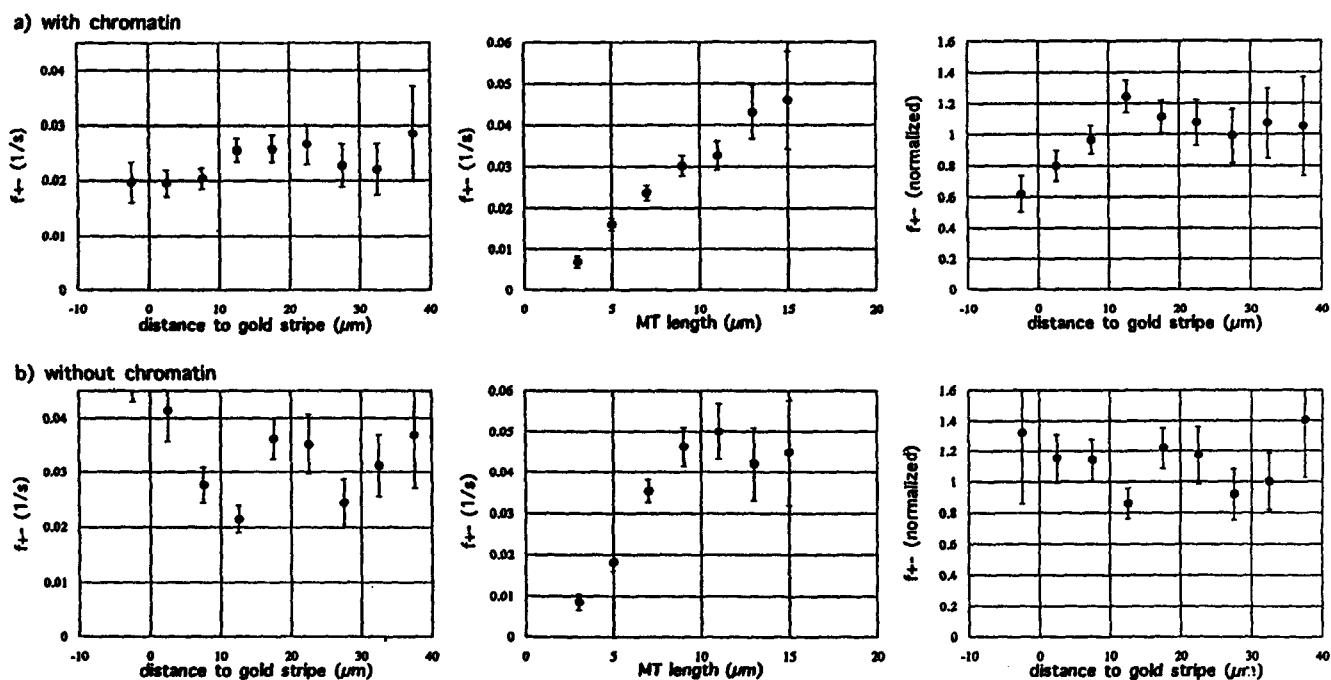 a) with chromatin
0.04
0.03
0.02
0.01
0
f+- (1/s)
-10 0 10 20 30 40
distance to gold stripe (μm)
0.06
0.05
0.04
0.03
0.02
0.01
0
f+- (1/s)
0 5 10 15 20
MT length (μm)
1.6
1.4
1.2
1
0.8
0.6
0.4
0.2
0
f+- (normalized)
-10 0 10 20 30 40
distance to gold stripe (μm)
b) without chromatin
0.04
0.03
0.02
0.01
0
f+- (1/s)
-10 0 10 20 30 40
distance to gold stripe (μm)
0.06
0.05
0.04
0.03
0.02
0.01
0
f+- (1/s)
0 5 10 15 20
MT length (μm)
1.6
1.4
1.2
1
0.8
0.6
0.4
0.2
0
f+- (normalized)
-10 0 10 20 30 40
distance to gold stripe (μm)